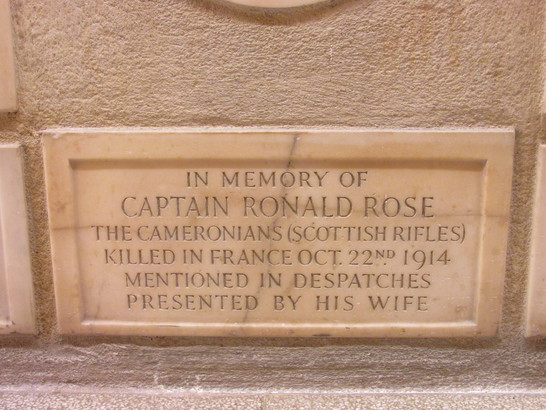 IN MEMORY OF
CAPTAIN RONALD ROSE
THE CAMERONIANS (SCOTTISH RIFLES)
KILLED IN FRANCE OCT. 22ND. 1914
MENTIONED IN DESPATCHES
PRESENTED BY HIS WIFE